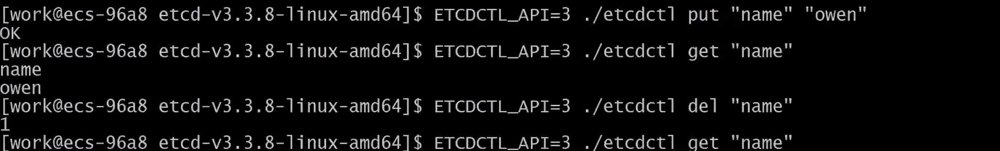 [work@ecs-96a8 etcd-v3.3.8-linux-amd64]$ ETCDCTL_API=3 ./etcdctl put "name" "owen"
OK
[work@ecs-96a8 etcd-v3.3.8-linux-amd64]$ ETCDCTL_API=3 ./etcdctl get "name"
name
owen
[work@ecs-96a8 etcd-v3.3.8-linux-amd64]$ ETCDCTL_API=3 ./etcdctl del "name"
1
[work@ecs-96a8 etcd-v3.3.8-linux-amd64]$ ETCDCTL_API=3 ./etcdctl get "name"